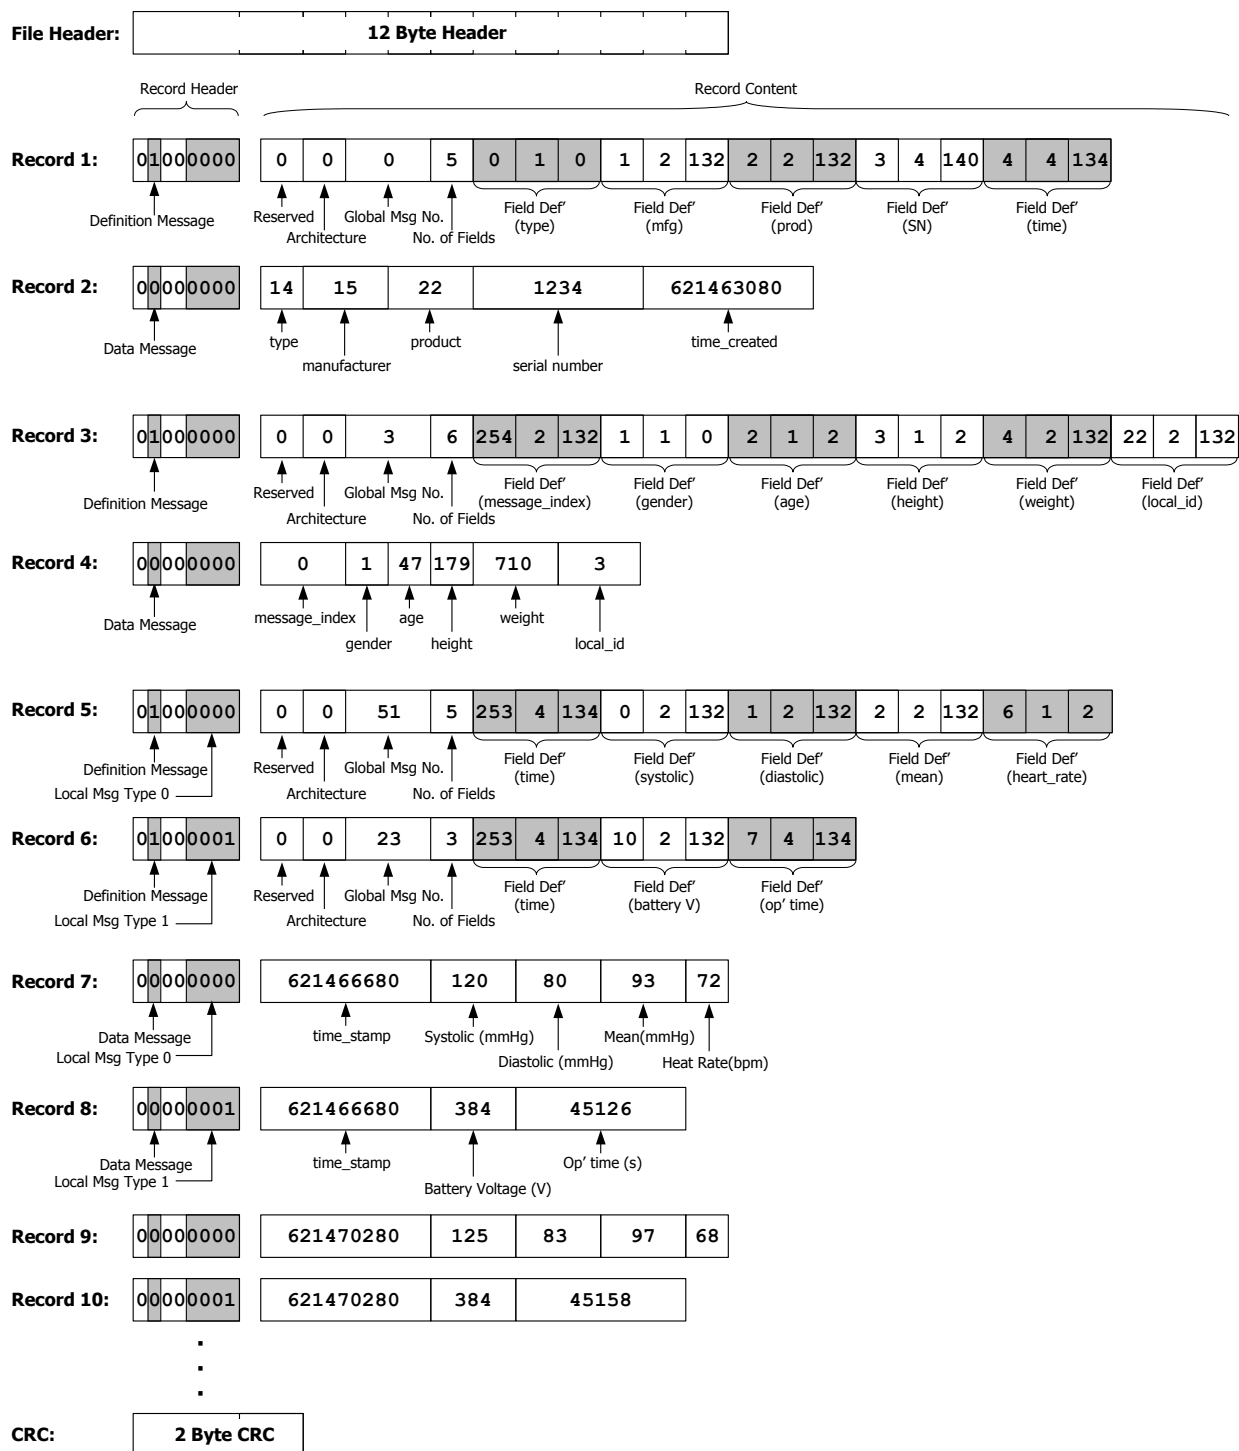 File Header: 12 Byte Header
Record Header Record Content
Record 1: 01000000 0 0 0 5 0 1 0 1 2 132 2 2 132 3 4 140 4 4 134
Reserved Global Msg No. Field Def’ Field Def’ Field Def’ Field Def’ Field Def’
Definition Message Architecture No. of Fields (type) (mfg) (prod) (SN) (time)
Record 2: 00000000 14 15 22 1234 621463080
Data Message type product time_created
manufacturer serial number
Record 3: 01000000 0 0 3 6 254 2 132 1 1 0 2 1 2 3 1 2 4 2 132 22 2 132
Reserved Global Msg No. Field Def’ Field Def’ Field Def’ Field Def’ Field Def’ Field Def’
Definition Message Architecture No. of Fields (message_index) (gender) (age) (height) (weight) (local_id)
Record 4: 00000000 0 1 47 179 710 3
Data Message message_index age weight
gender height local_id
Record 5: 01000000 0 0 51 5 253 4 134 0 2 132 1 2 132 2 2 132 6 1 2
Definition Message Reserved Global Msg No. Field Def’ Field Def’ Field Def’ Field Def’ Field Def’
Local Msg Type 0 Architecture No. of Fields (time) (systolic) (diastolic) (mean) (heart_rate)
Record 6: 01000001 0 0 23 3 253 4 134 10 2 132 7 4 134
Definition Message Reserved Global Msg No. Field Def’ Field Def’ Field Def’
Local Msg Type 1 Architecture No. of Fields (time) (battery V) (op’ time)
Record 7: 00000000 621466680 120 80 93 72
Data Message time_stamp Systolic (mmHg) Mean(mmHg)
Local Msg Type 0 Diastolic (mmHg) Heat Rate(bpm)
Record 8: 00000001 621466680 384 45126
Data Message time_stamp Op’ time (s)
Local Msg Type 1 Battery Voltage (V)
Record 9: 00000000 621470280 125 83 97 68
Record 10: 00000001 621470280 384 45158
CRC: 2 Byte CRC